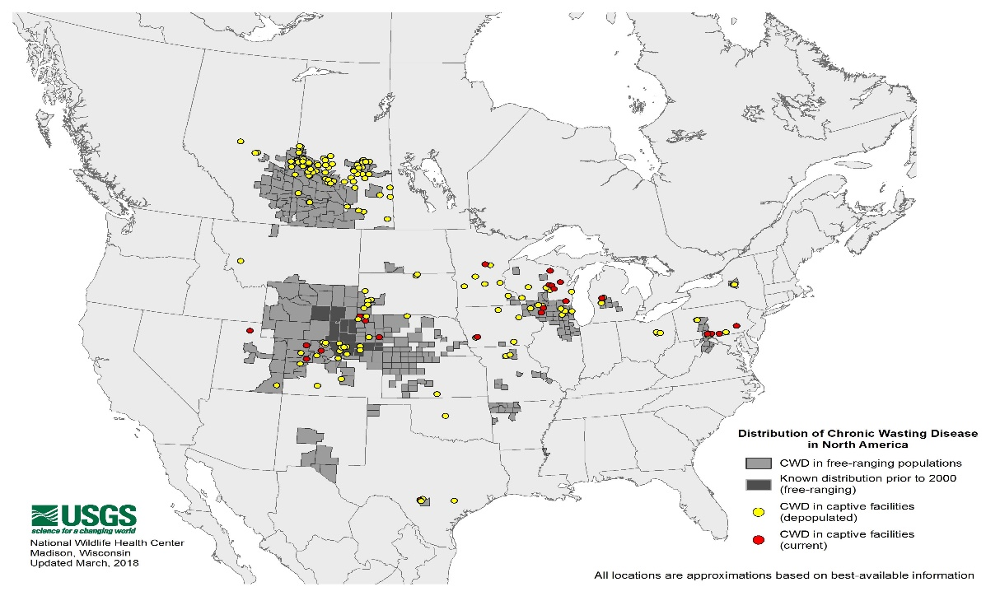 Distribution of Chronic Wasting Disease
in North America
CWD in free-ranging populations
Known distribution prior to 2000
(free-ranging)
CWD in captive facilities
(depopulated)
CWD in captive facilities
(current)
USGS
science for a changing world
National Wildlife Health Center
Madison, Wisconsin
Updated March, 2018
All locations are approximations based on best-available information